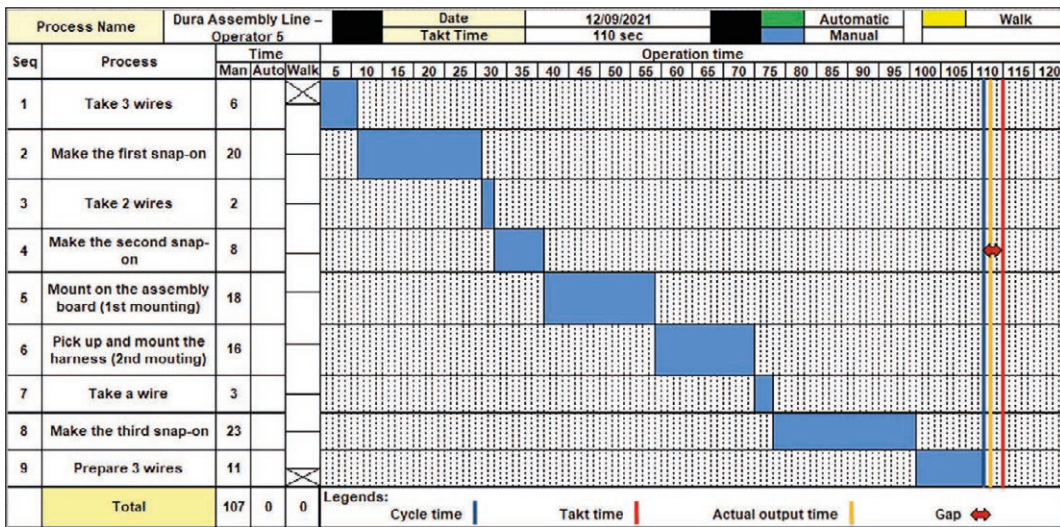 Process Name
Dura Assembly Line –
Operator 5
Date
12/09/2021
Automatic
Walk
Takt Time
110 sec
Manual
Seq
Process
Time
Operation time
Man
Auto
Walk
5 10 15 20 25 30 35 40 45 50 55 60 65 70 75 80 85 90 95 100 105 110 115 120
1 Take 3 wires 6
2 Make the first snap-on 20
3 Take 2 wires 2
4 Make the second snap-
on 8
5 Mount on the assembly
board (1st mounting) 18
6 Pick up and mount the
harness (2nd mouting) 16
7 Take a wire 3
8 Make the third snap-on 23
9 Prepare 3 wires 11
Total 107 0 0
Legends:
Cycle time Takt time Actual output time Gap